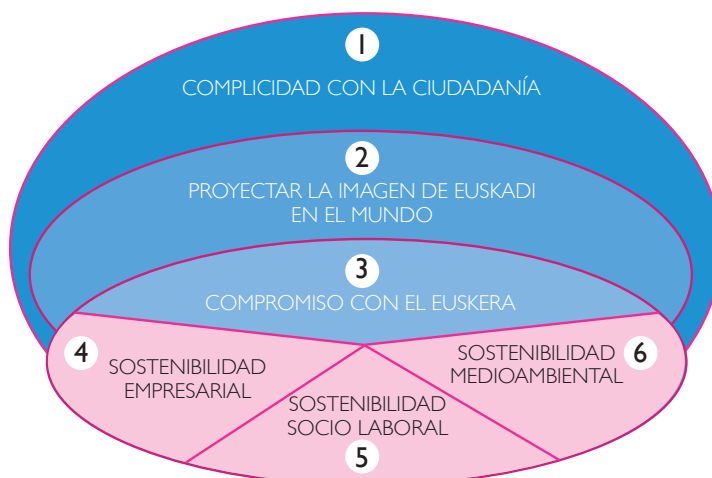 1
COMPLICIDAD CON LA CIUDADANÍA
2
PROYECTAR LA IMAGEN DE EUSKADI
EN EL MUNDO
3
COMPROMISO CON EL EUSKERA
4
SOSTENIBILIDAD
EMPRESARIAL
SOSTENIBILIDAD
SOCIO LABORAL
5
SOSTENIBILIDAD
MEDIOAMBIENTAL
6